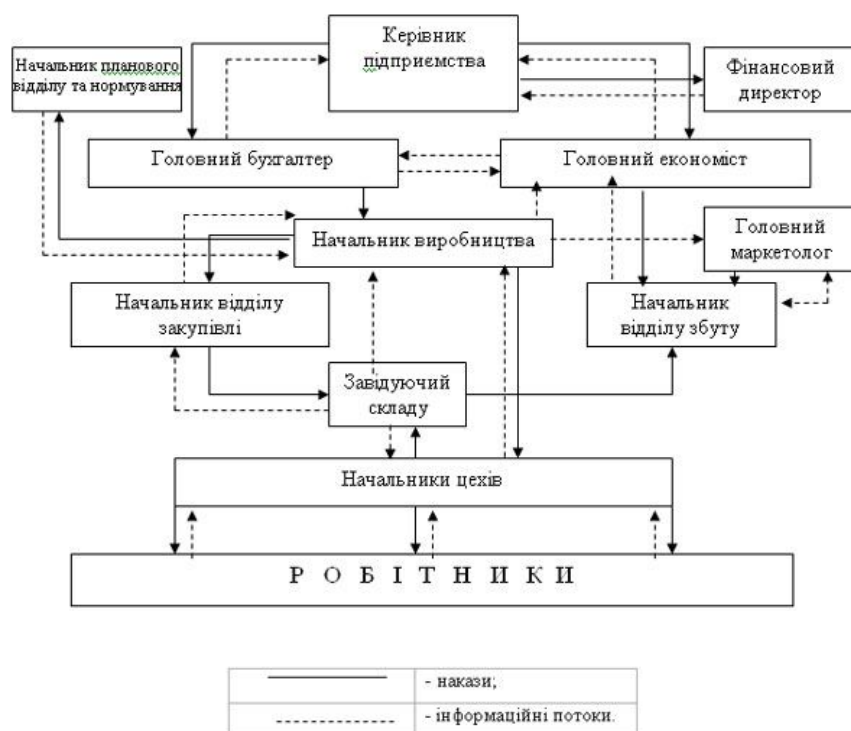 Керівник
підприємства
Начальник планового
відділу та нормування
Фінансовий
директор
Головний бухгалтер
Головний економіст
Начальник виробництва
Головний
маркетолог
Начальник відділу
закупівлі
Начальник
відділу збуту
Завідуючий
складу
Начальники цехів
Р О Б І Т Н И К И
- накази;
- інформаційні потоки.